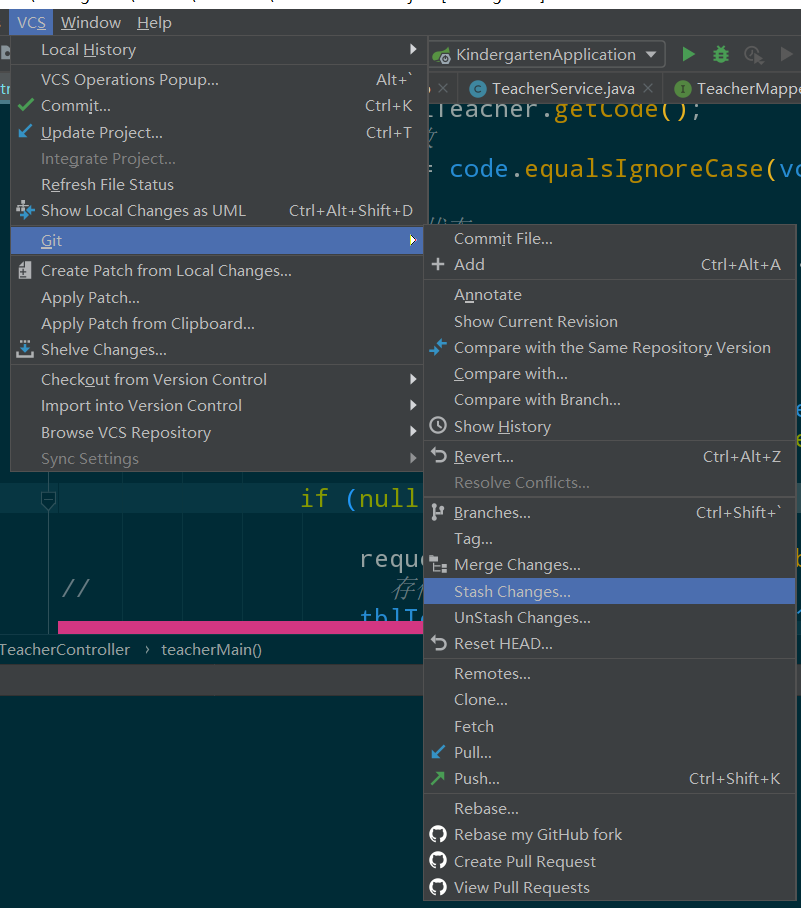 VCS Window Help
Local History
VCS Operations Popup... Alt+`
Commit... Ctrl+K
Update Project... Ctrl+T
Integrate Project...
Refresh File Status
Show Local Changes as UML Ctrl+Alt+Shift+D
Git
Create Patch from Local Changes...
Apply Patch...
Apply Patch from Clipboard...
Shelve Changes...
Checkout from Version Control
Import into Version Control
Browse VCS Repository
Sync Settings
KindergartenApplication
TeacherService.java
TeacherMappe
lTeacher.getCode();
= code.equalsIgnoreCase(
Commit File...
Add Ctrl+Alt+A
Annotate
Show Current Revision
Compare with the Same Repository Version
Compare with...
Compare with Branch...
Show History
Revert... Ctrl+Alt+Z
Resolve Conflicts...
Branches... Ctrl+Shift+`
Tag...
Merge Changes...
Stash Changes...
UnStash Changes...
Reset HEAD...
Remotes...
Clone...
Fetch
Pull...
Push... Ctrl+Shift+K
Rebase...
Rebase my GitHub fork
Create Pull Request
View Pull Requests
if (null
reque
// 存
tblTe
TeacherController › teacherMain()